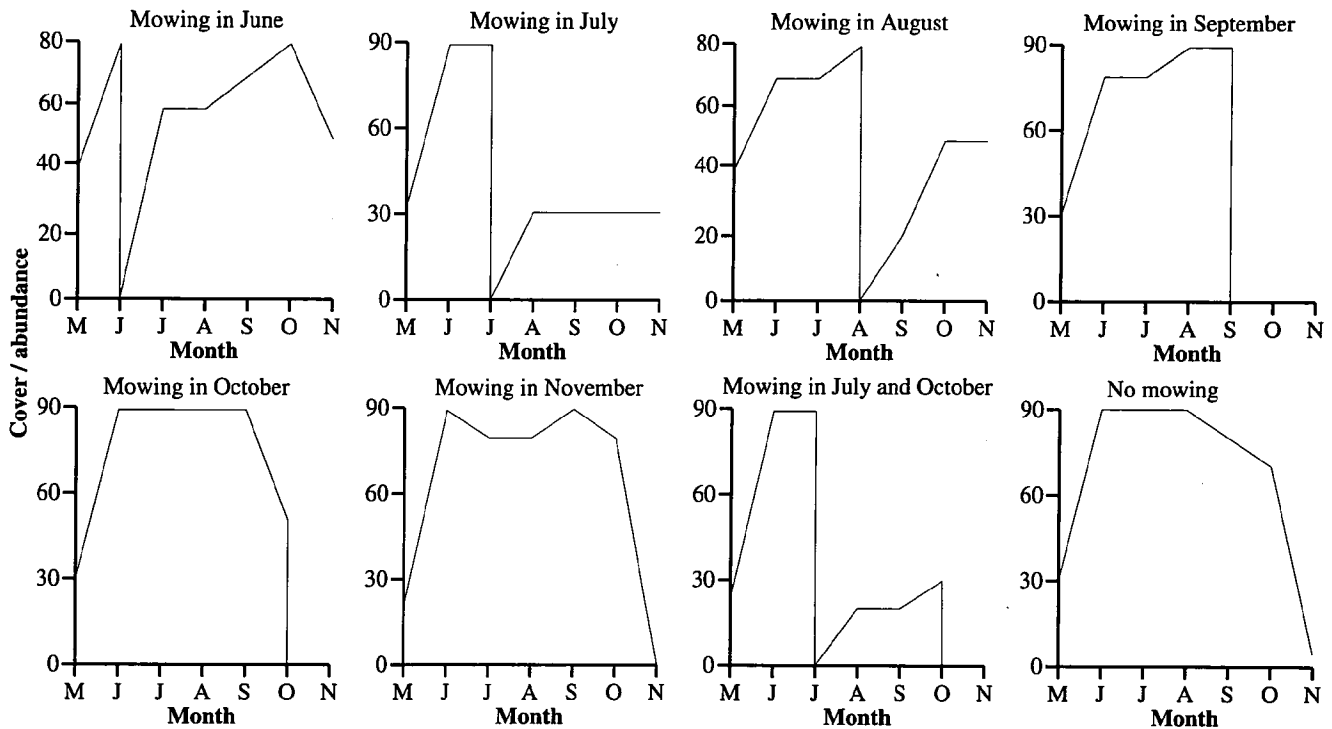 Mowing in June
Mowing in July
Mowing in August
Mowing in September
80
60
40
20
0
M J J A S O N
Month
90
60
30
0
M J J A S O N
Month
80
60
40
20
0
M J J A S O N
Month
90
60
30
0
M J J A S O N
Month
Cover / abundance
Mowing in October
Mowing in November
Mowing in July and October
No mowing
90
60
30
0
M J J A S O N
Month
90
60
30
0
M J J A S O N
Month
90
60
30
0
M J J A S O N
Month
90
60
30
0
M J J A S O N
Month